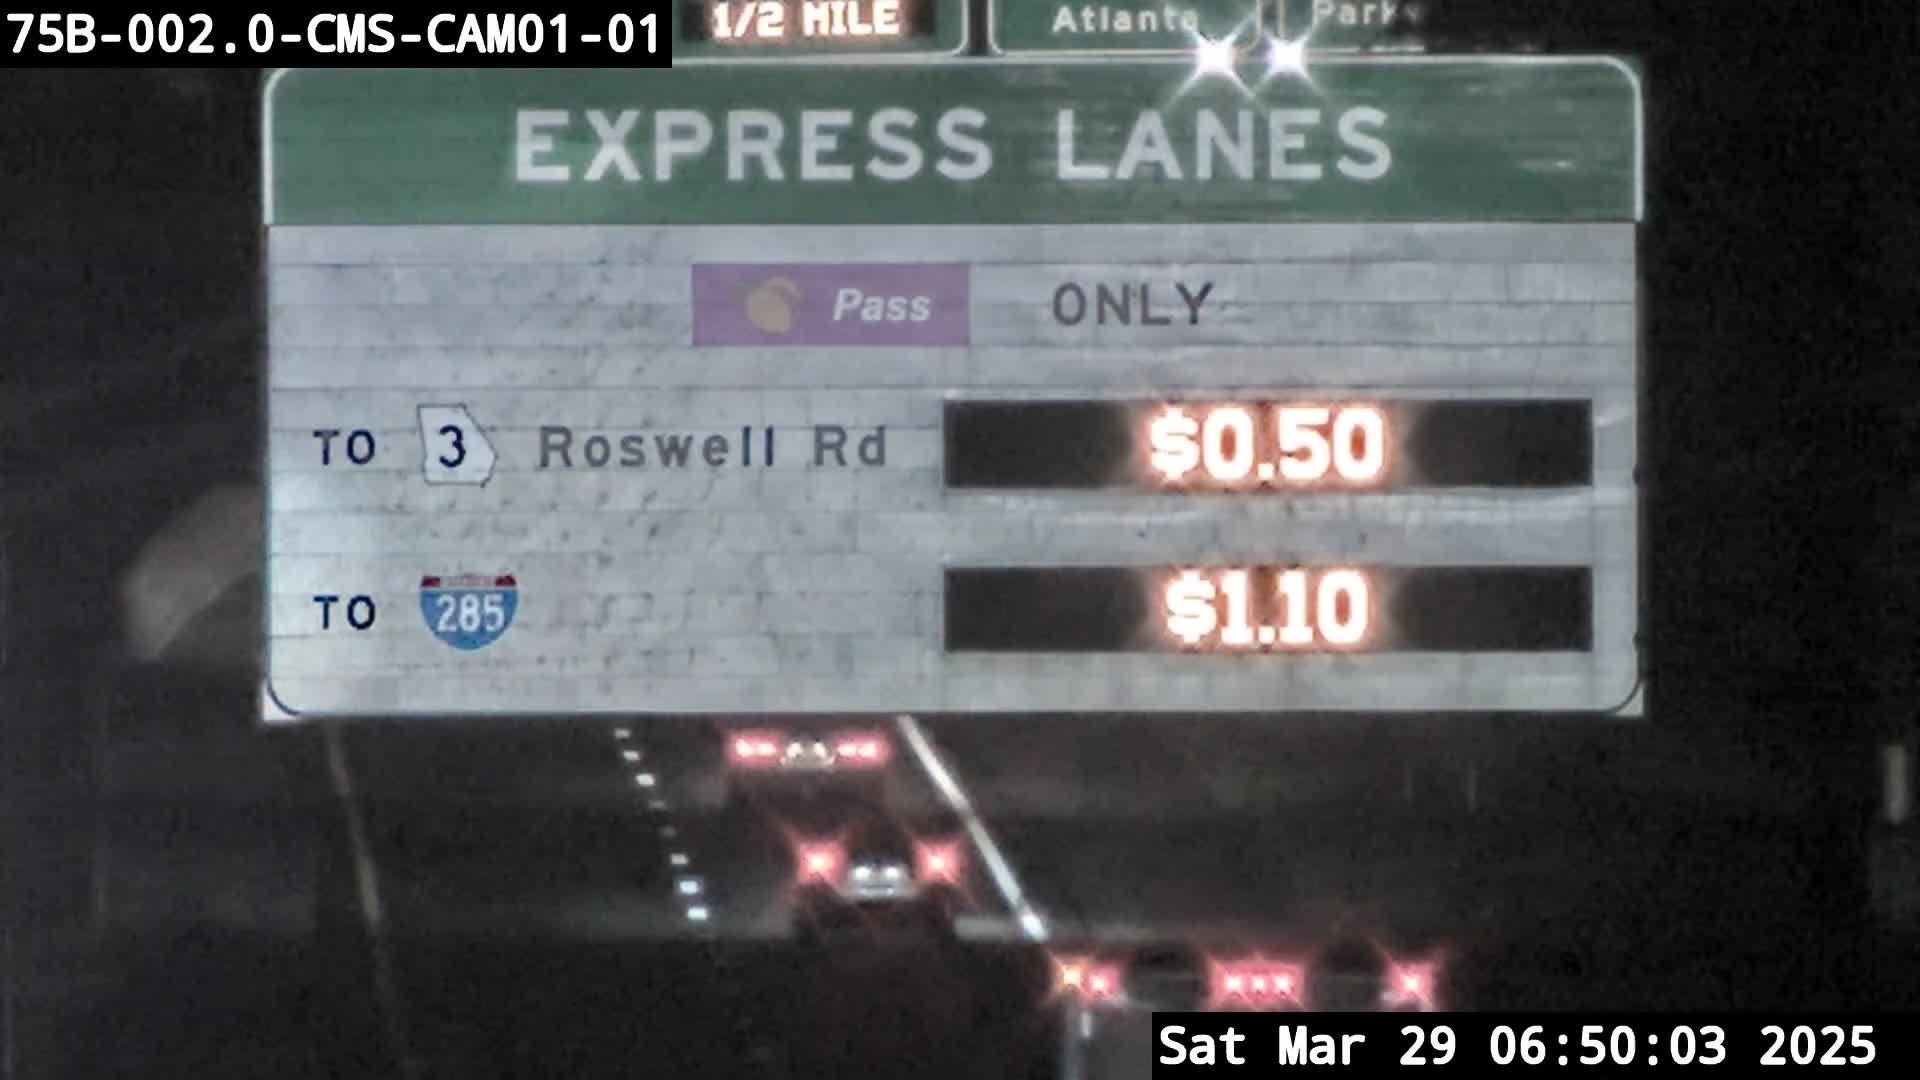 75B-002.0-CMS-CAM01-01
1/2 MILE
Atlanta
EXPRESS LANES
Pass ONLY
TO 3 Roswell Rd $0.50
TO 285 $1.10
Sat Mar 29 06:50:03 2025